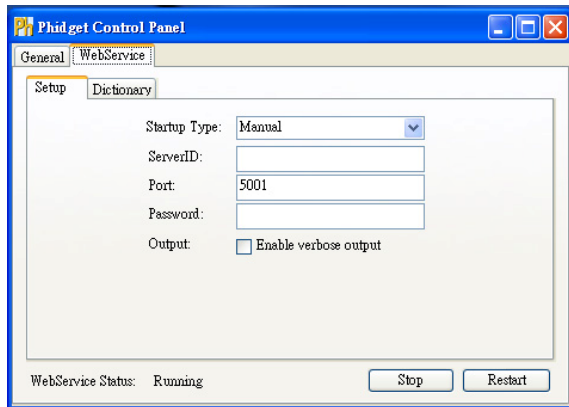 Ph Phidget Control Panel
General WebService
Setup Dictionary
Startup Type: Manual
ServerID:
Port: 5001
Password:
Output: Enable verbose output
WebService Status: Running Stop Restart